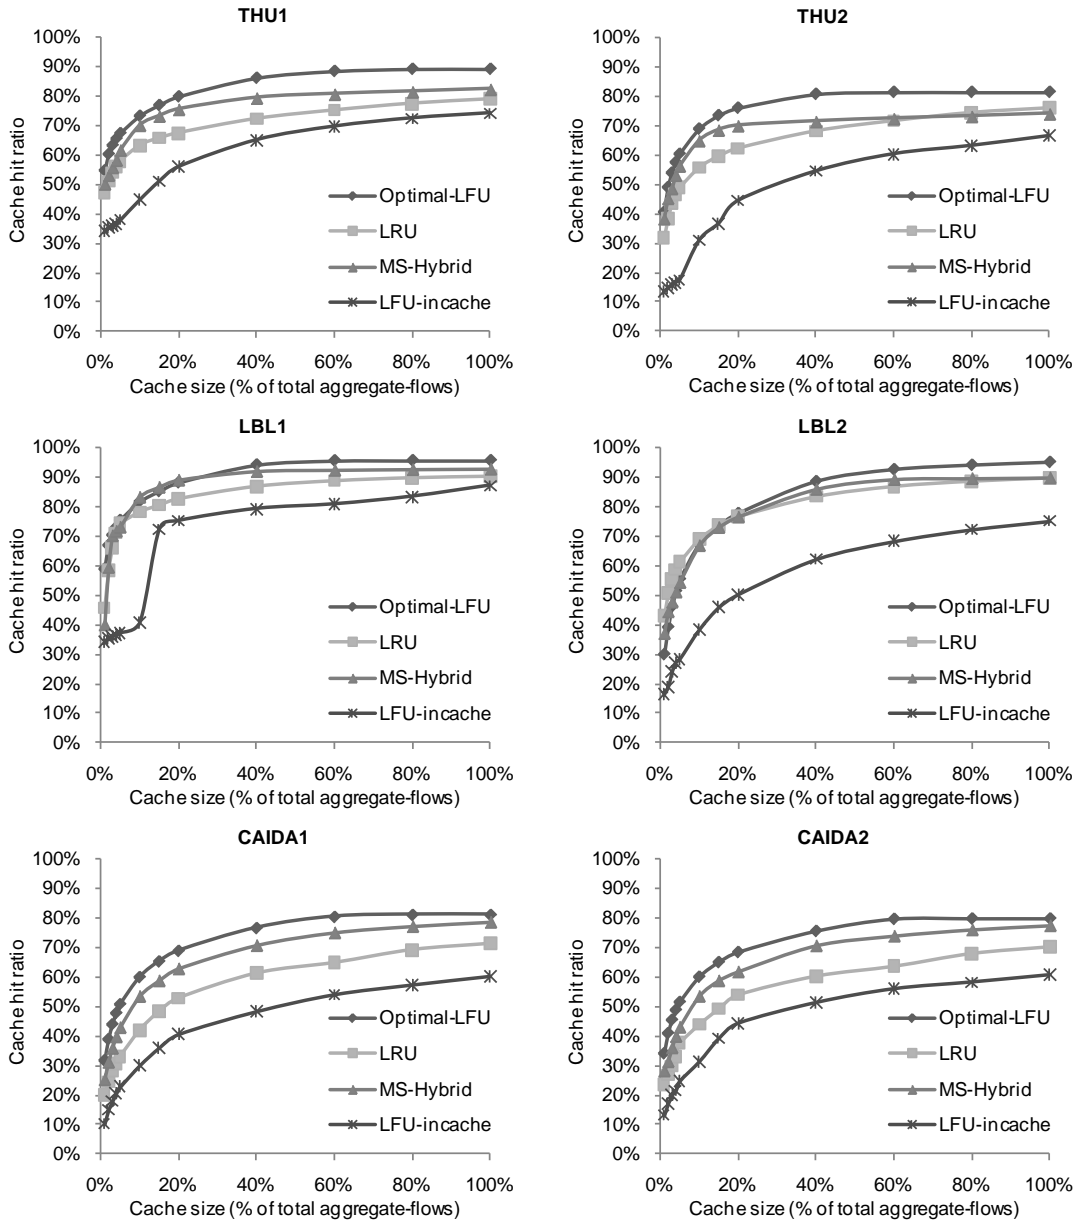 THU1
100%
90%
80%
70%
60%
50%
40%
30%
20%
10%
0%
Cache hit ratio
Optimal-LFU
LRU
MS-Hybrid
LFU-incache
0% 20% 40% 60% 80% 100%
Cache size (% of total aggregate-flows)
THU2
100%
90%
80%
70%
60%
50%
40%
30%
20%
10%
0%
Cache hit ratio
Optimal-LFU
LRU
MS-Hybrid
LFU-incache
0% 20% 40% 60% 80% 100%
Cache size (% of total aggregate-flows)
LBL1
100%
90%
80%
70%
60%
50%
40%
30%
20%
10%
0%
Cache hit ratio
Optimal-LFU
LRU
MS-Hybrid
LFU-incache
0% 20% 40% 60% 80% 100%
Cache size (% of total aggregate-flows)
LBL2
100%
90%
80%
70%
60%
50%
40%
30%
20%
10%
0%
Cache hit ratio
Optimal-LFU
LRU
MS-Hybrid
LFU-incache
0% 20% 40% 60% 80% 100%
Cache size (% of total aggregate-flows)
CAIDA1
100%
90%
80%
70%
60%
50%
40%
30%
20%
10%
0%
Cache hit ratio
Optimal-LFU
LRU
MS-Hybrid
LFU-incache
0% 20% 40% 60% 80% 100%
Cache size (% of total aggregate-flows)
CAIDA2
100%
90%
80%
70%
60%
50%
40%
30%
20%
10%
0%
Cache hit ratio
Optimal-LFU
LRU
MS-Hybrid
LFU-incache
0% 20% 40% 60% 80% 100%
Cache size (% of total aggregate-flows)